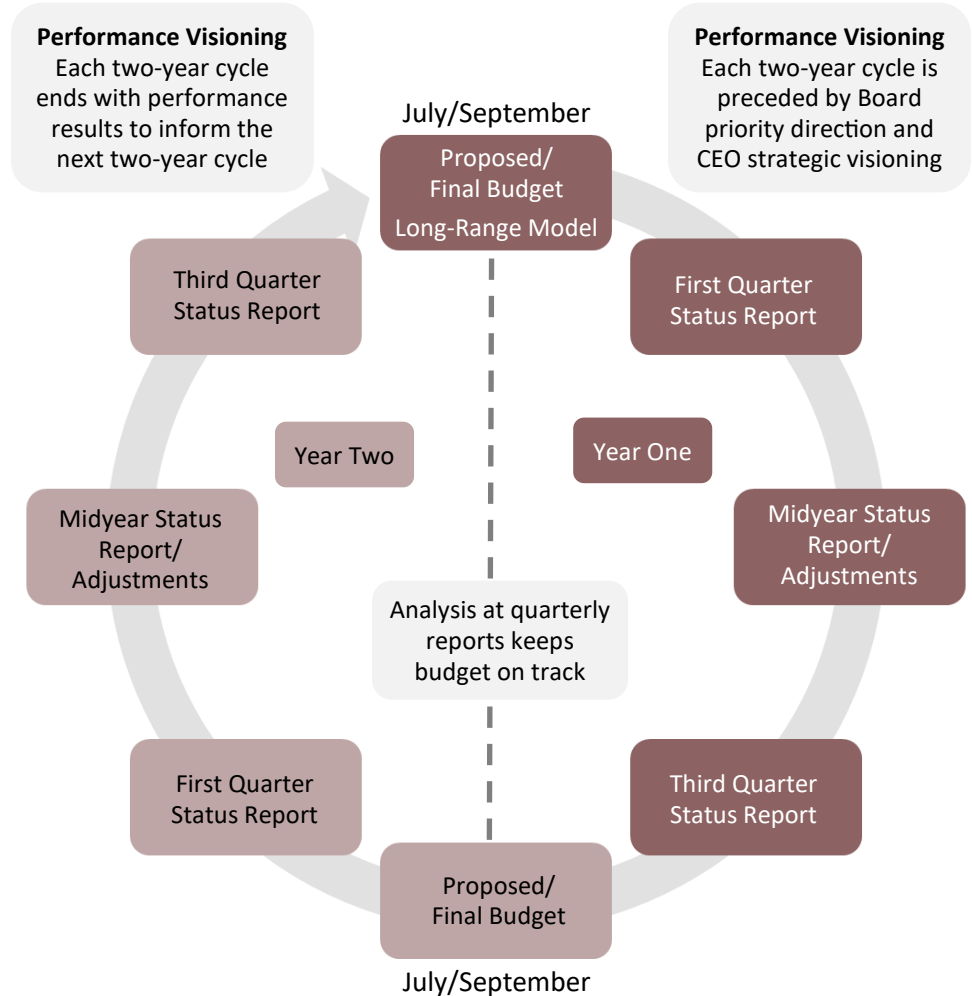 Performance Visioning
Each two-year cycle
ends with performance
results to inform the
next two-year cycle
Performance Visioning
Each two-year cycle is
preceded by Board
priority direction and
CEO strategic visioning
July/September
Proposed/
Final Budget
Long-Range Model
First Quarter
Status Report
Midyear Status
Report/
Adjustments
Third Quarter
Status Report
Year One
Proposed/
Final Budget
July/September
First Quarter
Status Report
Midyear Status
Report/
Adjustments
Third Quarter
Status Report
Year Two
Analysis at quarterly
reports keeps
budget on track